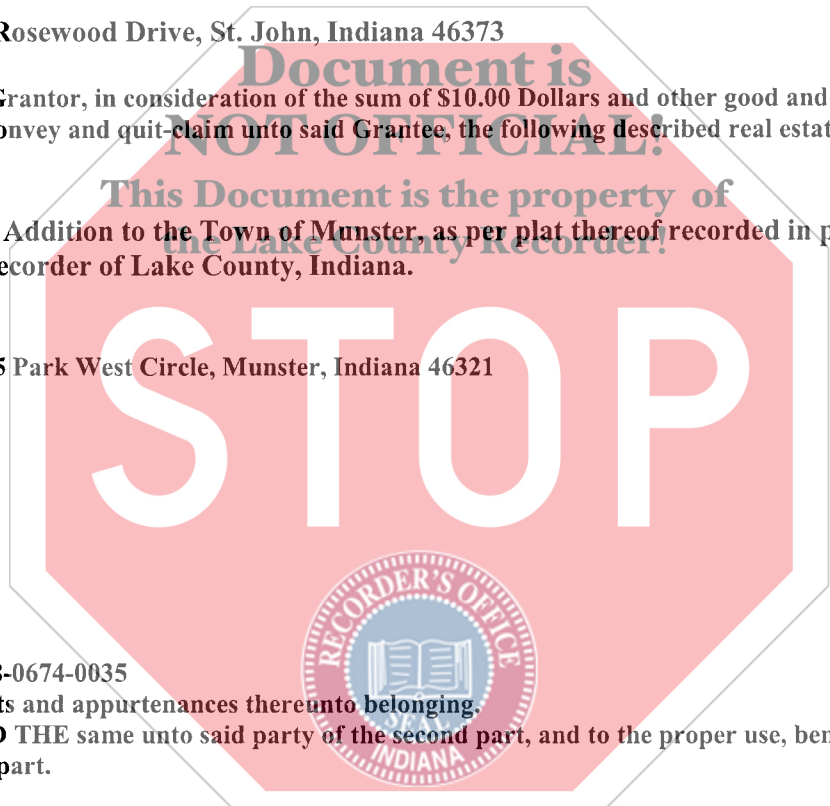 Rosewood Drive, St. John, Indiana 46373
Document is
Grantor, in consideration of the sum of $10.00 Dollars and other good and
onvey and quit-claim unto said Grantee, the following described real estat
NOT OFFICIAL!
This Document is the property of
Addition to the Town of Munster, as per plat thereof recorded in p
the Lake County Recorder!
ecorder of Lake County, Indiana.
STOP
5 Park West Circle, Munster, Indiana 46321
RECORDER'S OFFICE
-0674-0035
ts and appurtenances thereunto belonging.
SEAL
THE same unto said party of the second part, and to the proper use, ben
INDIANA
part.